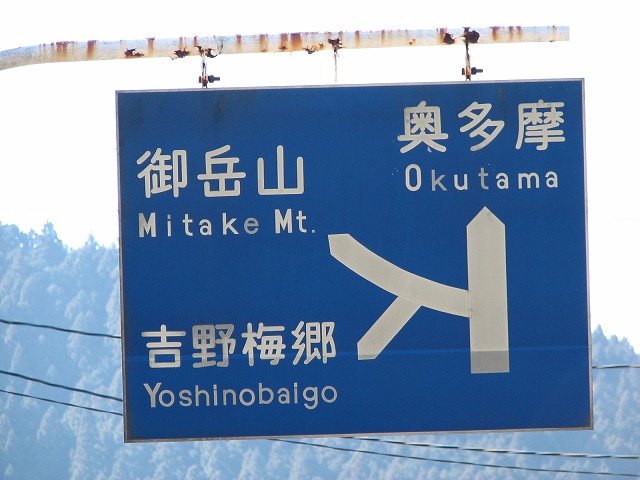 奥多摩
Okutama
御岳山
Mitake Mt.
吉野梅郷
Yoshinobaigo